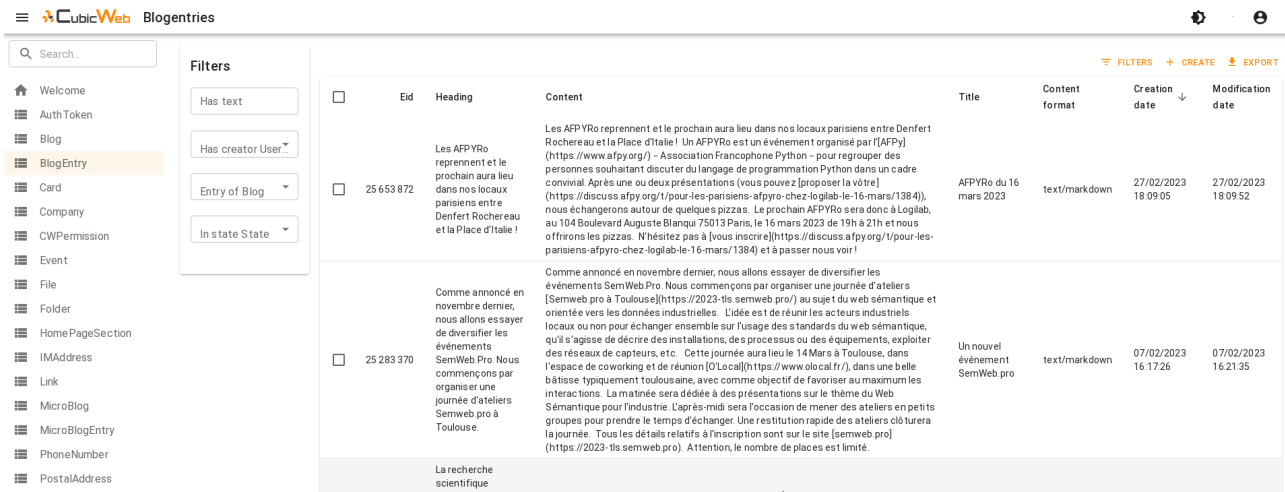 CubicWeb Blogentries
Search...
Welcome
AuthToken
Blog
BlogEntry
Card
Company
CWPermission
Event
File
Folder
HomePageSection
IMAddress
Link
MicroBlog
MicroBlogEntry
PhoneNumber
PostalAddress
Filters
Has text
Has creator User...
Entry of Blog
In state State
FILTERS CREATE EXPORT
Eid
Heading
Content
Title
Content
format
Creation
date
Modification
date
25 653 872
Les AFPYRo
reprennent et le
prochain aura lieu
dans nos locaux
parisiens entre
Denfert Rochereau
et la Place d'Italie !
Les AFPYRo reprennent et le prochain aura lieu dans nos locaux parisiens entre Denfert
Rochereau et la Place d'Italie ! Un AFPYRo est un événement organisé par l'[AFPy]
(https://www.afpy.org/) – Association Francophone Python – pour regrouper des
personnes souhaitant discuter du langage de programmation Python dans un cadre
convivial. Après une ou deux présentations (vous pouvez [proposer la vôtre]
(https://discuss.afpy.org/t/pour-les-parisiens-afpyro-chez-logilab-le-16-mars/1384)),
nous échangerons autour de quelques pizzas. Le prochain AFPYRo sera donc à Logilab,
au 104 Boulevard Auguste Blanqui 75013 Paris, le 16 mars 2023 de 19h à 21h et nous
offrirons les pizzas. N'hésitez pas à [vous inscrire](https://discuss.afpy.org/t/pour-les-
parisiens-afpyro-chez-logilab-le-16-mars/1384) et à passer nous voir !
AFPYRo du 16
mars 2023
text/markdown
27/02/2023
18:09:05
27/02/2023
18:09:52
25 283 370
Comme annoncé en
novembre dernier,
nous allons essayer
de diversifier les
événements
SemWeb.Pro. Nous
commençons par
organiser une
journée d'ateliers
Semweb.pro à
Toulouse.
Comme annoncé en novembre dernier, nous allons essayer de diversifier les
événements SemWeb.Pro. Nous commençons par organiser une journée d'ateliers
[Semweb.pro à Toulouse](https://2023-tls.semweb.pro/) au sujet du web sémantique et
orientée vers les données industrielles. L'idée est de réunir les acteurs industriels
locaux ou non pour échanger ensemble sur l'usage des standards du web sémantique,
qu'il s'agisse de décrire des installations, des processus ou des équipements, exploiter
des réseaux de capteurs, etc. Cette journée aura lieu le 14 Mars à Toulouse, dans
l'espace de coworking et de réunion [O'Local](https://www.olocal.fr/), dans une belle
bâtisse typiquement toulousaine, avec comme objectif de favoriser au maximum les
interactions. La matinée sera dédiée à des présentations sur le thème du Web
Sémantique pour l'industrie. L'après-midi sera l'occasion de mener des ateliers en petits
groupes pour prendre le temps d'échanger. Une restitution rapide des ateliers clôturera
la journée. Tous les détails relatifs à l'inscription sont sur le site [semweb.pro]
(https://2023-tls.semweb.pro). Attention, le nombre de places est limité.
Un nouvel
événement
SemWeb.pro
text/markdown
07/02/2023
16:17:26
07/02/2023
16:21:35
La recherche
scientifique